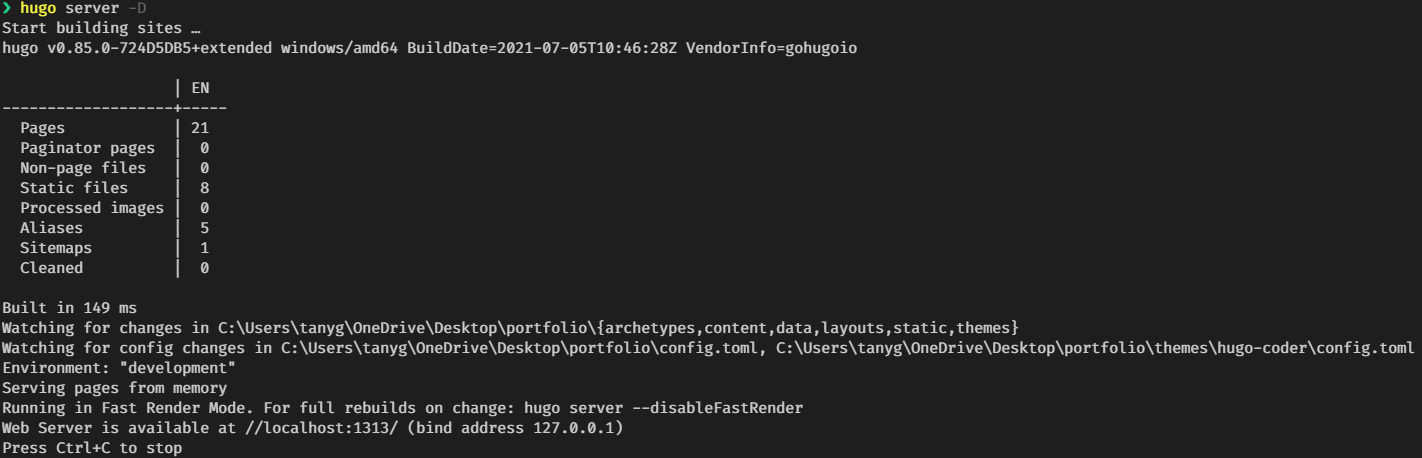 ❯ hugo server -D
Start building sites …
hugo v0.85.0-724D5DB5+extended windows/amd64 BuildDate=2021-07-05T10:46:28Z VendorInfo=gohugoio
                   | EN
-------------------+-----
  Pages            | 21
  Paginator pages  |  0
  Non-page files   |  0
  Static files     |  8
  Processed images |  0
  Aliases          |  5
  Sitemaps         |  1
  Cleaned          |  0
Built in 149 ms
Watching for changes in C:\Users\tanyg\OneDrive\Desktop\portfolio\{archetypes,content,data,layouts,static,themes}
Watching for config changes in C:\Users\tanyg\OneDrive\Desktop\portfolio\config.toml, C:\Users\tanyg\OneDrive\Desktop\portfolio\themes\hugo-coder\config.toml
Environment: "development"
Serving pages from memory
Running in Fast Render Mode. For full rebuilds on change: hugo server --disableFastRender
Web Server is available at //localhost:1313/ (bind address 127.0.0.1)
Press Ctrl+C to stop